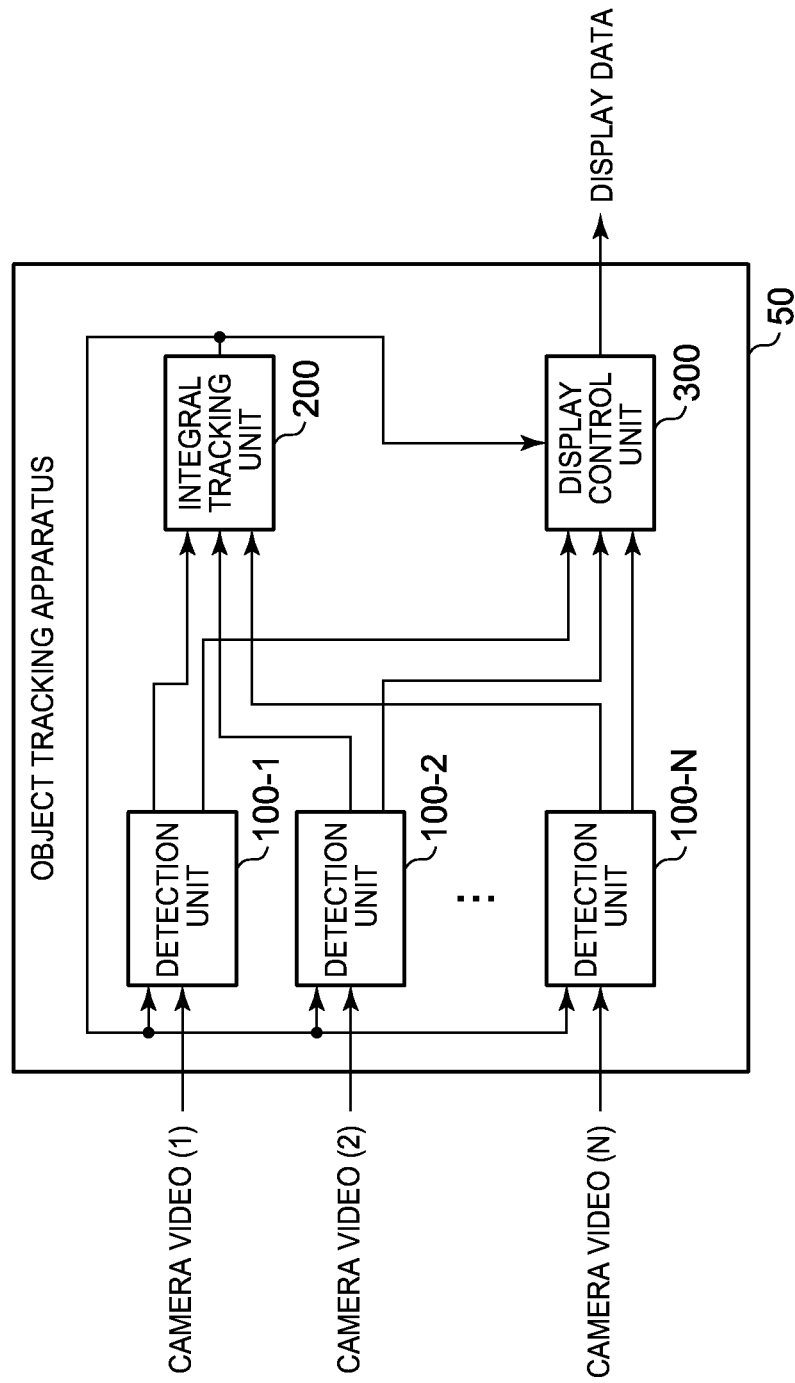 OBJECT TRACKING APPARATUS
CAMERA VIDEO (1)
DETECTION
UNIT
100-1
INTEGRAL
TRACKING
UNIT
200
CAMERA VIDEO (2)
DETECTION
UNIT
100-2
...
CAMERA VIDEO (N)
DETECTION
UNIT
100-N
DISPLAY
CONTROL
UNIT
300
DISPLAY DATA
50